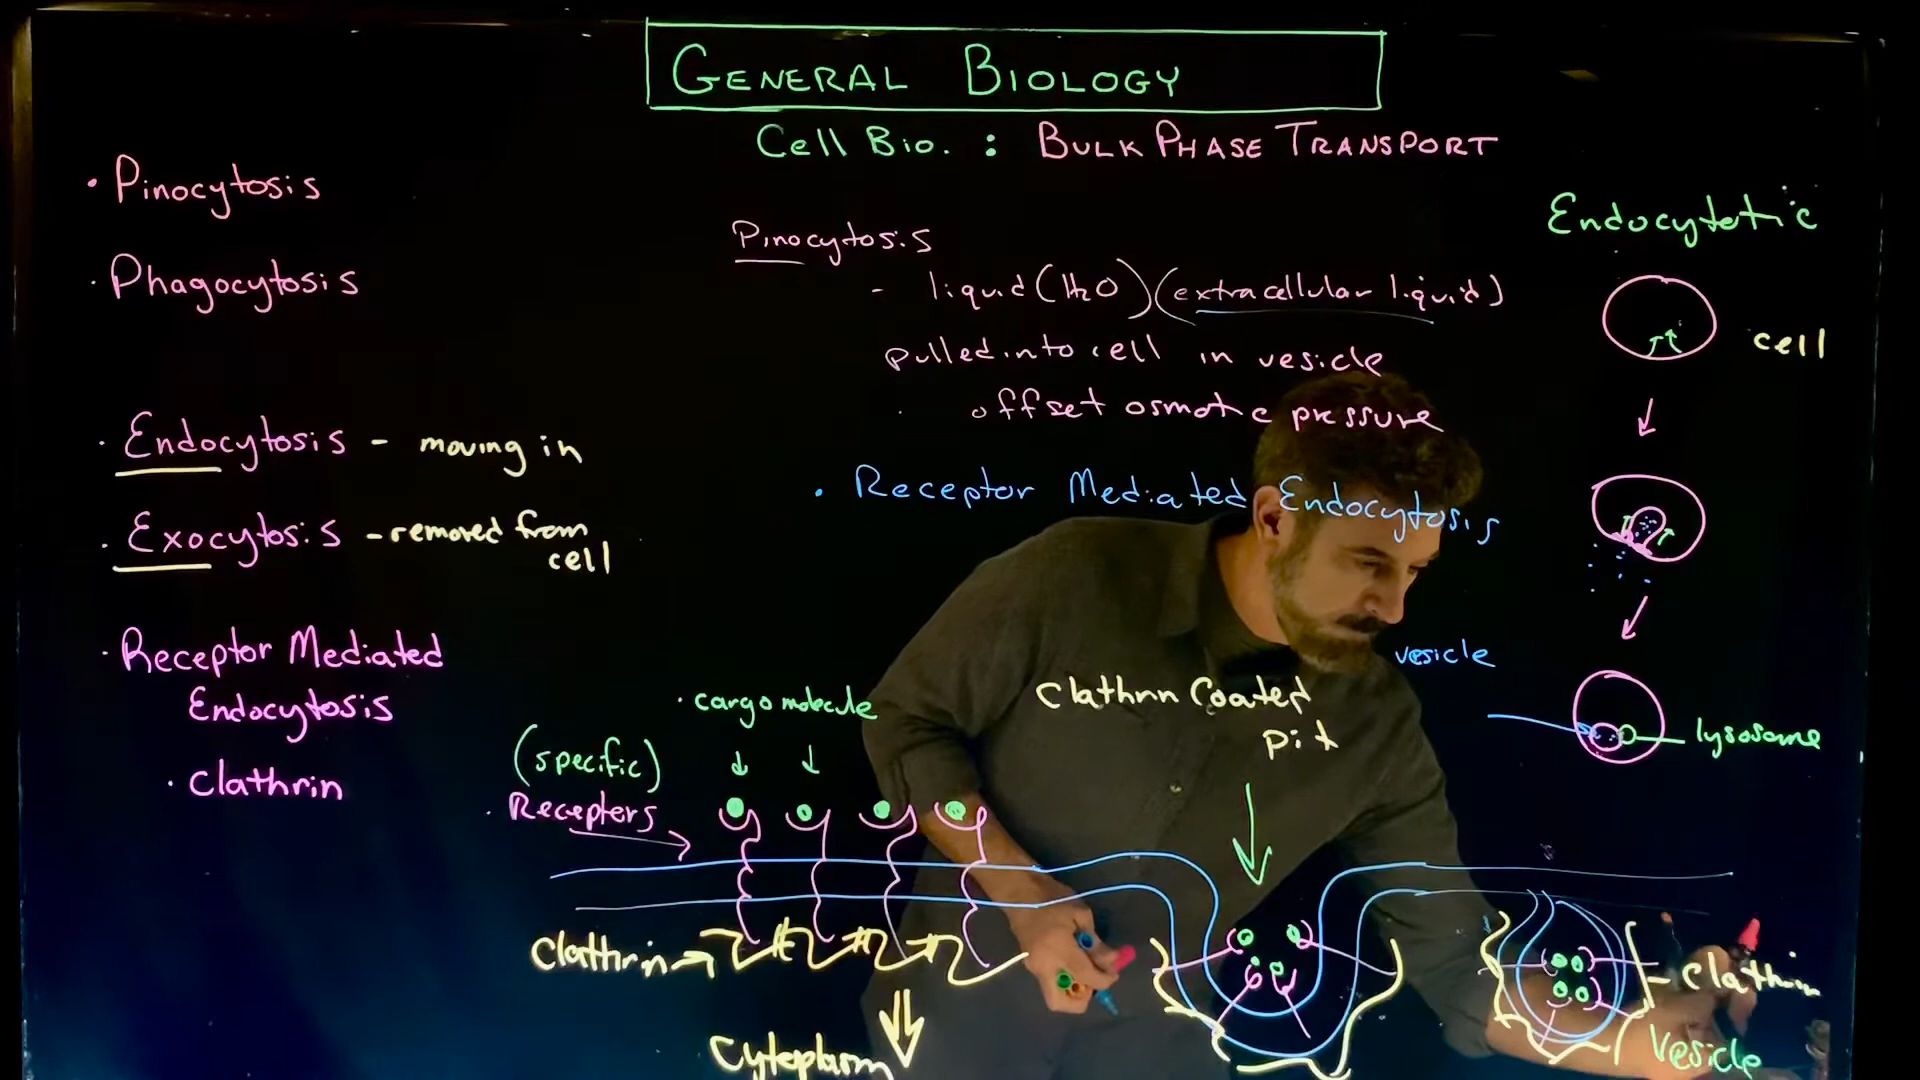 GENERAL BIOLOGY
Cell Bio. : BULK PHASE TRANSPORT
• Pinocytosis
• Phagocytosis
• Endocytosis - moving in
• Exocytosis - removed from
cell
• Receptor Mediated
Endocytosis
• Clathrin
Pinocytosis
- liquid (H2O) (extracellular liquid)
pulled into cell in vesicle
offset osmotic pressure
• Receptor Mediated Endocytosis
• cargo molecule
(specific)
• Recepters
Clathrin
Cytoplasm
Clathrin Coated
pit
Clathrin
Vesicle
Endocytotic
cell
vesicle
lysosome